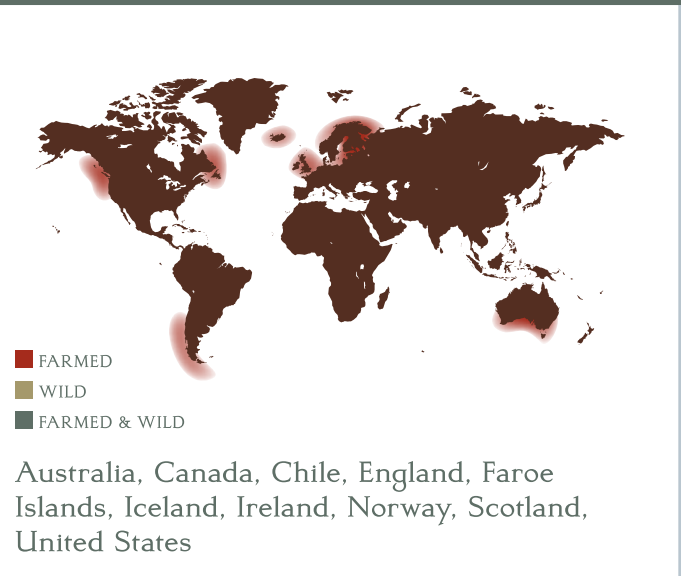 FARMED
WILD
FARMED & WILD
Australia, Canada, Chile, England, Faroe
Islands, Iceland, Ireland, Norway, Scotland,
United States